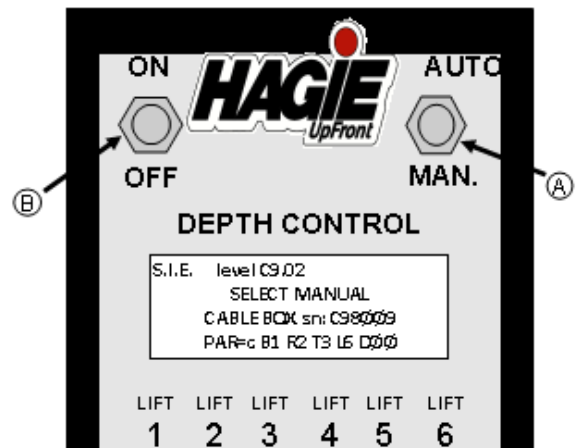 ON HAGIE AUTO
UpFront
B OFF MAN. A
DEPTH CONTROL
S.I.E. level C9.02
SELECT MANUAL
CABLE BOX sn: C98ØØ9
PAR=c B1 R2 T3 L6 DØØ
LIFT LIFT LIFT LIFT LIFT LIFT
1 2 3 4 5 6